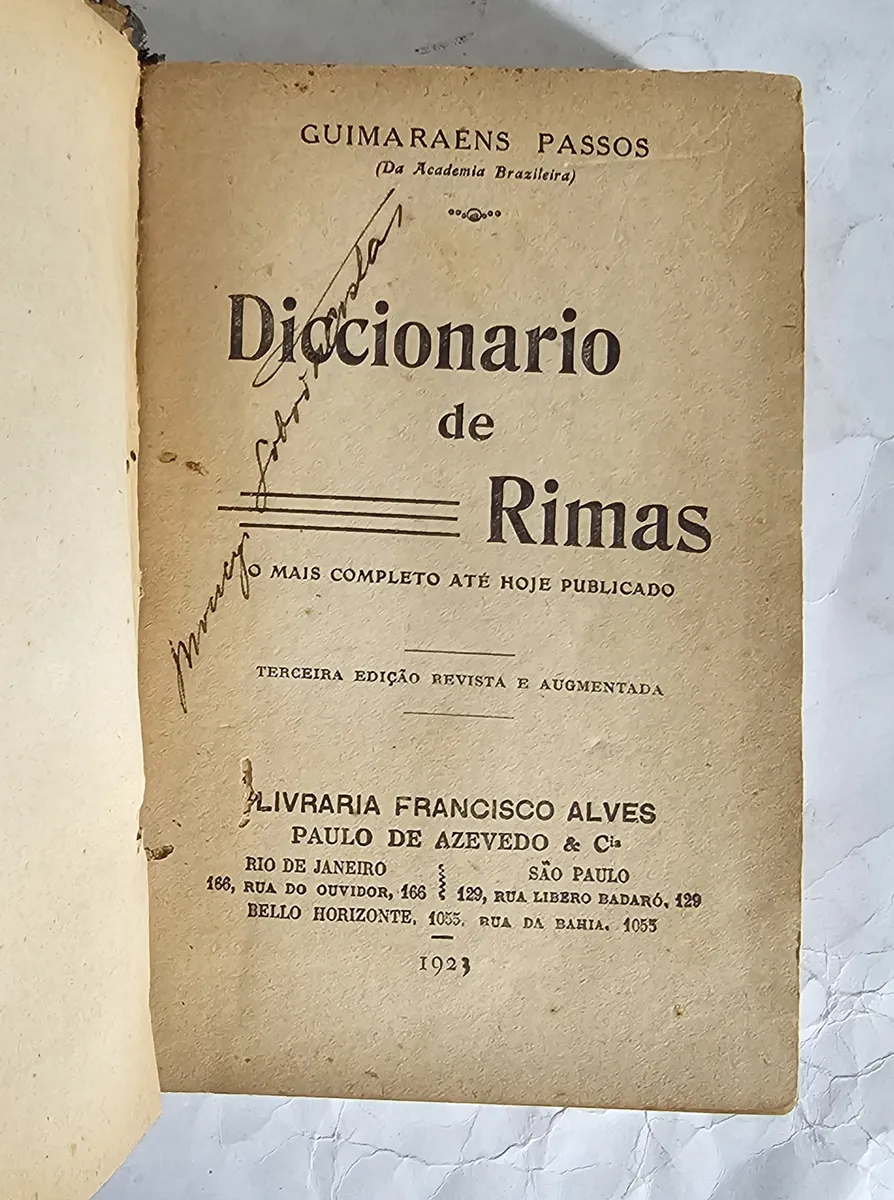 GUIMARAENS PASSOS
(Da Academia Brazileira)
Diccionario
de
Rimas
O MAIS COMPLETO ATÉ HOJE PUBLICADO
TERCEIRA EDIÇÃO REVISTA E AUGMENTADA
LIVRARIA FRANCISCO ALVES
PAULO DE AZEVEDO & Cia
RIO DE JANEIRO
166, RUA DO OUVIDOR, 166
SÃO PAULO
129, RUA LIBERO BADARÓ, 129
BELLO HORIZONTE, 1055, RUA DA BAHIA, 1055
1923